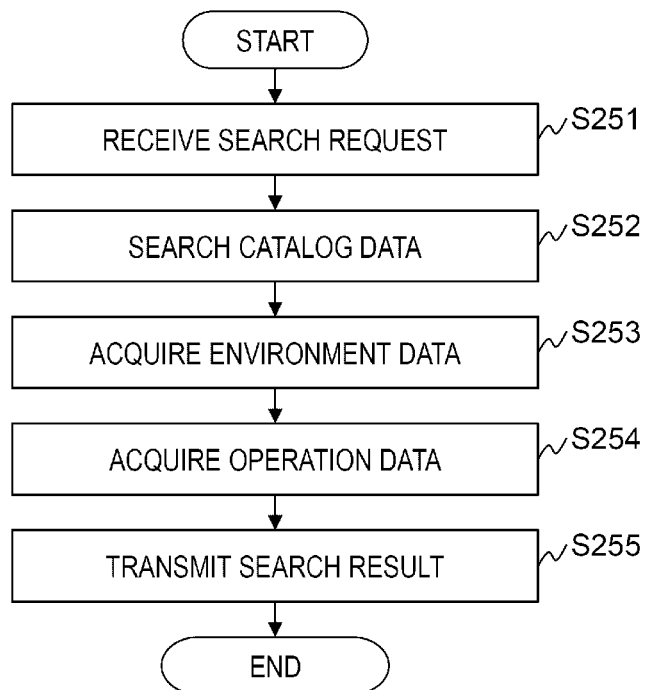 START
RECEIVE SEARCH REQUEST
S251
SEARCH CATALOG DATA
S252
ACQUIRE ENVIRONMENT DATA
S253
ACQUIRE OPERATION DATA
S254
TRANSMIT SEARCH RESULT
S255
END